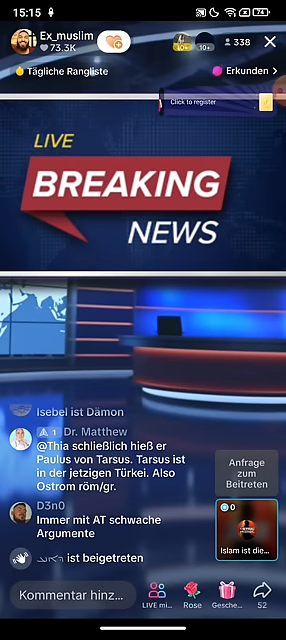 15:15
74
Ex_muslim
73.3K
40+
10+
338
Tägliche Rangliste
Erkunden
Click to register
LIVE
BREAKING
NEWS
Isebel ist Dämon
1 Dr. Matthew
@Thia schließlich hieß er
Paulus von Tarsus. Tarsus ist
in der jetzigen Türkei. Also
Ostrom röm/gr.
Anfrage
zum
Beitreten
D3n0
Immer mit AT schwache
Argumente
0
Islam ist die...
ist beigetreten
Kommentar hinz...
LIVE mi...
Rose
Gesche...
52